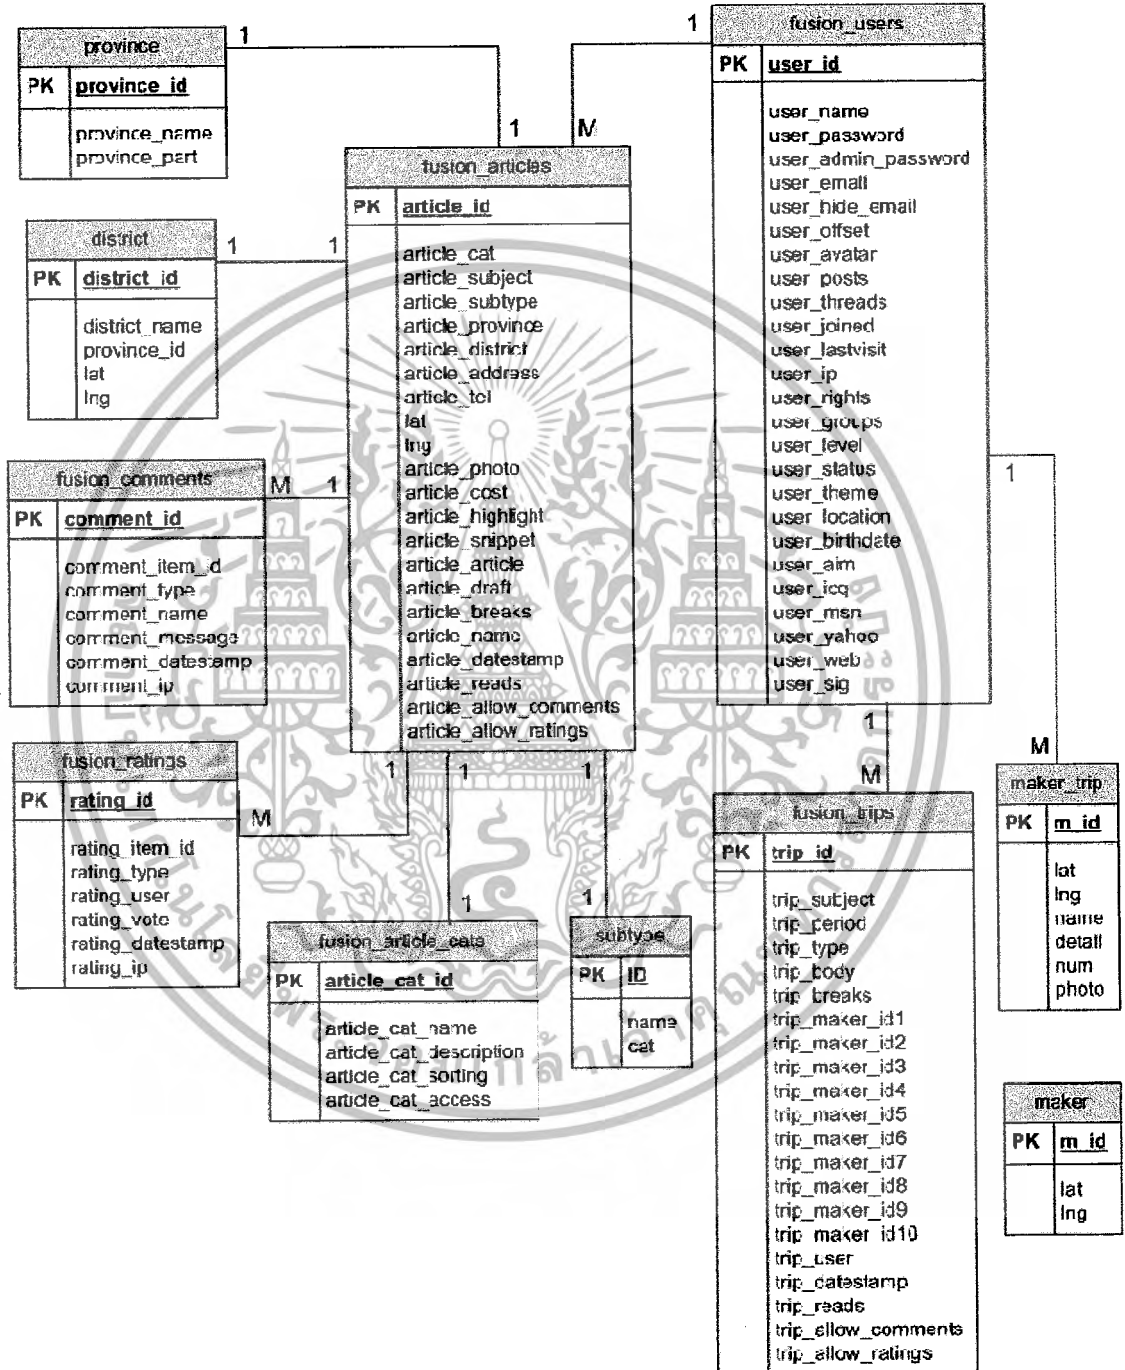 province
PK province_id
province_name
province_part
1
1
fusion_users
PK user_id
user_name
user_password
user_admin_password
user_email
user_hide_email
user_offset
user_avatar
user_posts
user_threads
user_joined
user_lastvisit
user_ip
user_rights
user_groups
user_level
user_status
user_theme
user_location
user_birthdate
user_aim
user_icq
user_msn
user_yahoo
user_web
user_sig
1
M
fusion_articles
PK article_id
article_cat
article_subject
article_subtype
article_province
article_district
article_address
article_tel
lat
lng
article_photo
article_cost
article_highlight
article_snippet
article_article
article_draft
article_breaks
article_name
article_datestamp
article_reads
article_allow_comments
article_allow_ratings
district
PK district_id
district_name
province_id
lat
lng
1 1
fusion_comments
PK comment_id
comment_item_id
comment_type
comment_name
comment_message
comment_datestamp
comment_ip
M 1
fusion_ratings
PK rating_id
rating_item_id
rating_type
rating_user
rating_vote
rating_datestamp
rating_ip
M
1 1 1
1
fusion_article_cats
PK article_cat_id
article_cat_name
article_cat_description
article_cat_sorting
article_cat_access
1
subtype
PK ID
name
cat
1
M
fusion_trips
PK trip_id
trip_subject
trip_period
trip_type
trip_body
trip_breaks
trip_maker_id1
trip_maker_id2
trip_maker_id3
trip_maker_id4
trip_maker_id5
trip_maker_id6
trip_maker_id7
trip_maker_id8
trip_maker_id9
trip_maker_id10
trip_user
trip_datestamp
trip_reads
trip_allow_comments
trip_allow_ratings
1
M
maker_trip
PK m_id
lat
lng
name
detail
num
photo
maker
PK m_id
lat
lng